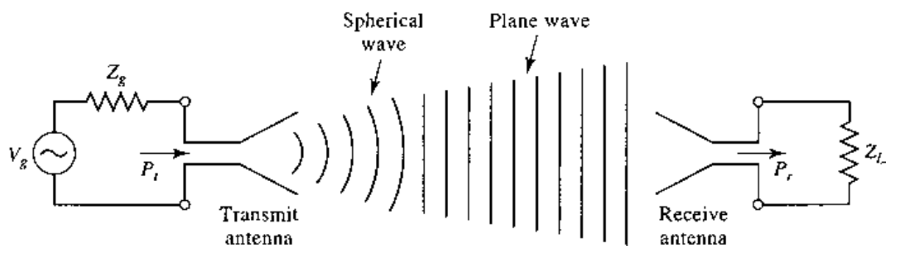 Spherical
wave
Plane wave
Z_g
V_g
P_t
Transmit
antenna
Receive
antenna
P_r
Z_L